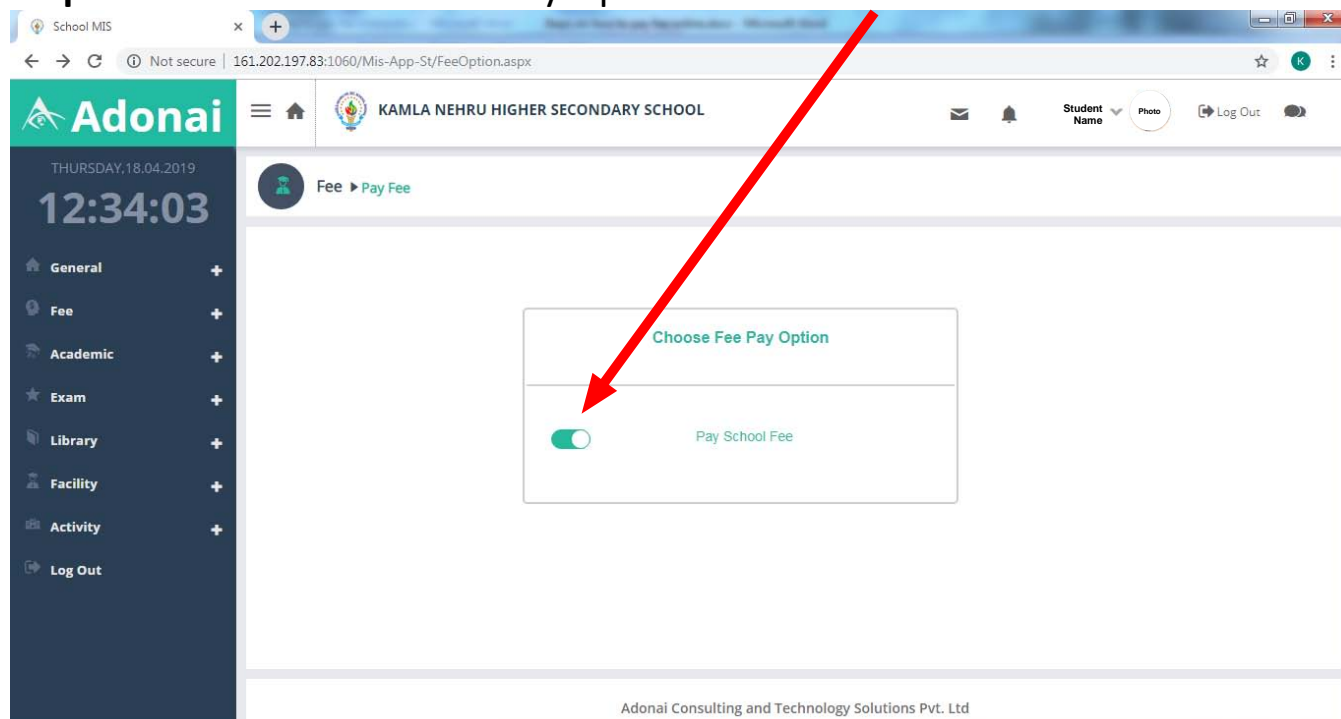 School MIS
Not secure | 161.202.197.83:1060/Mis-App-St/FeeOption.aspx
K
Adonai
KAMLA NEHRU HIGHER SECONDARY SCHOOL
Student Name
Photo
Log Out
THURSDAY,18.04.2019
12:34:03
Fee
Pay Fee
General
Fee
Academic
Exam
Library
Facility
Activity
Log Out
Choose Fee Pay Option
Pay School Fee
Adonai Consulting and Technology Solutions Pvt. Ltd